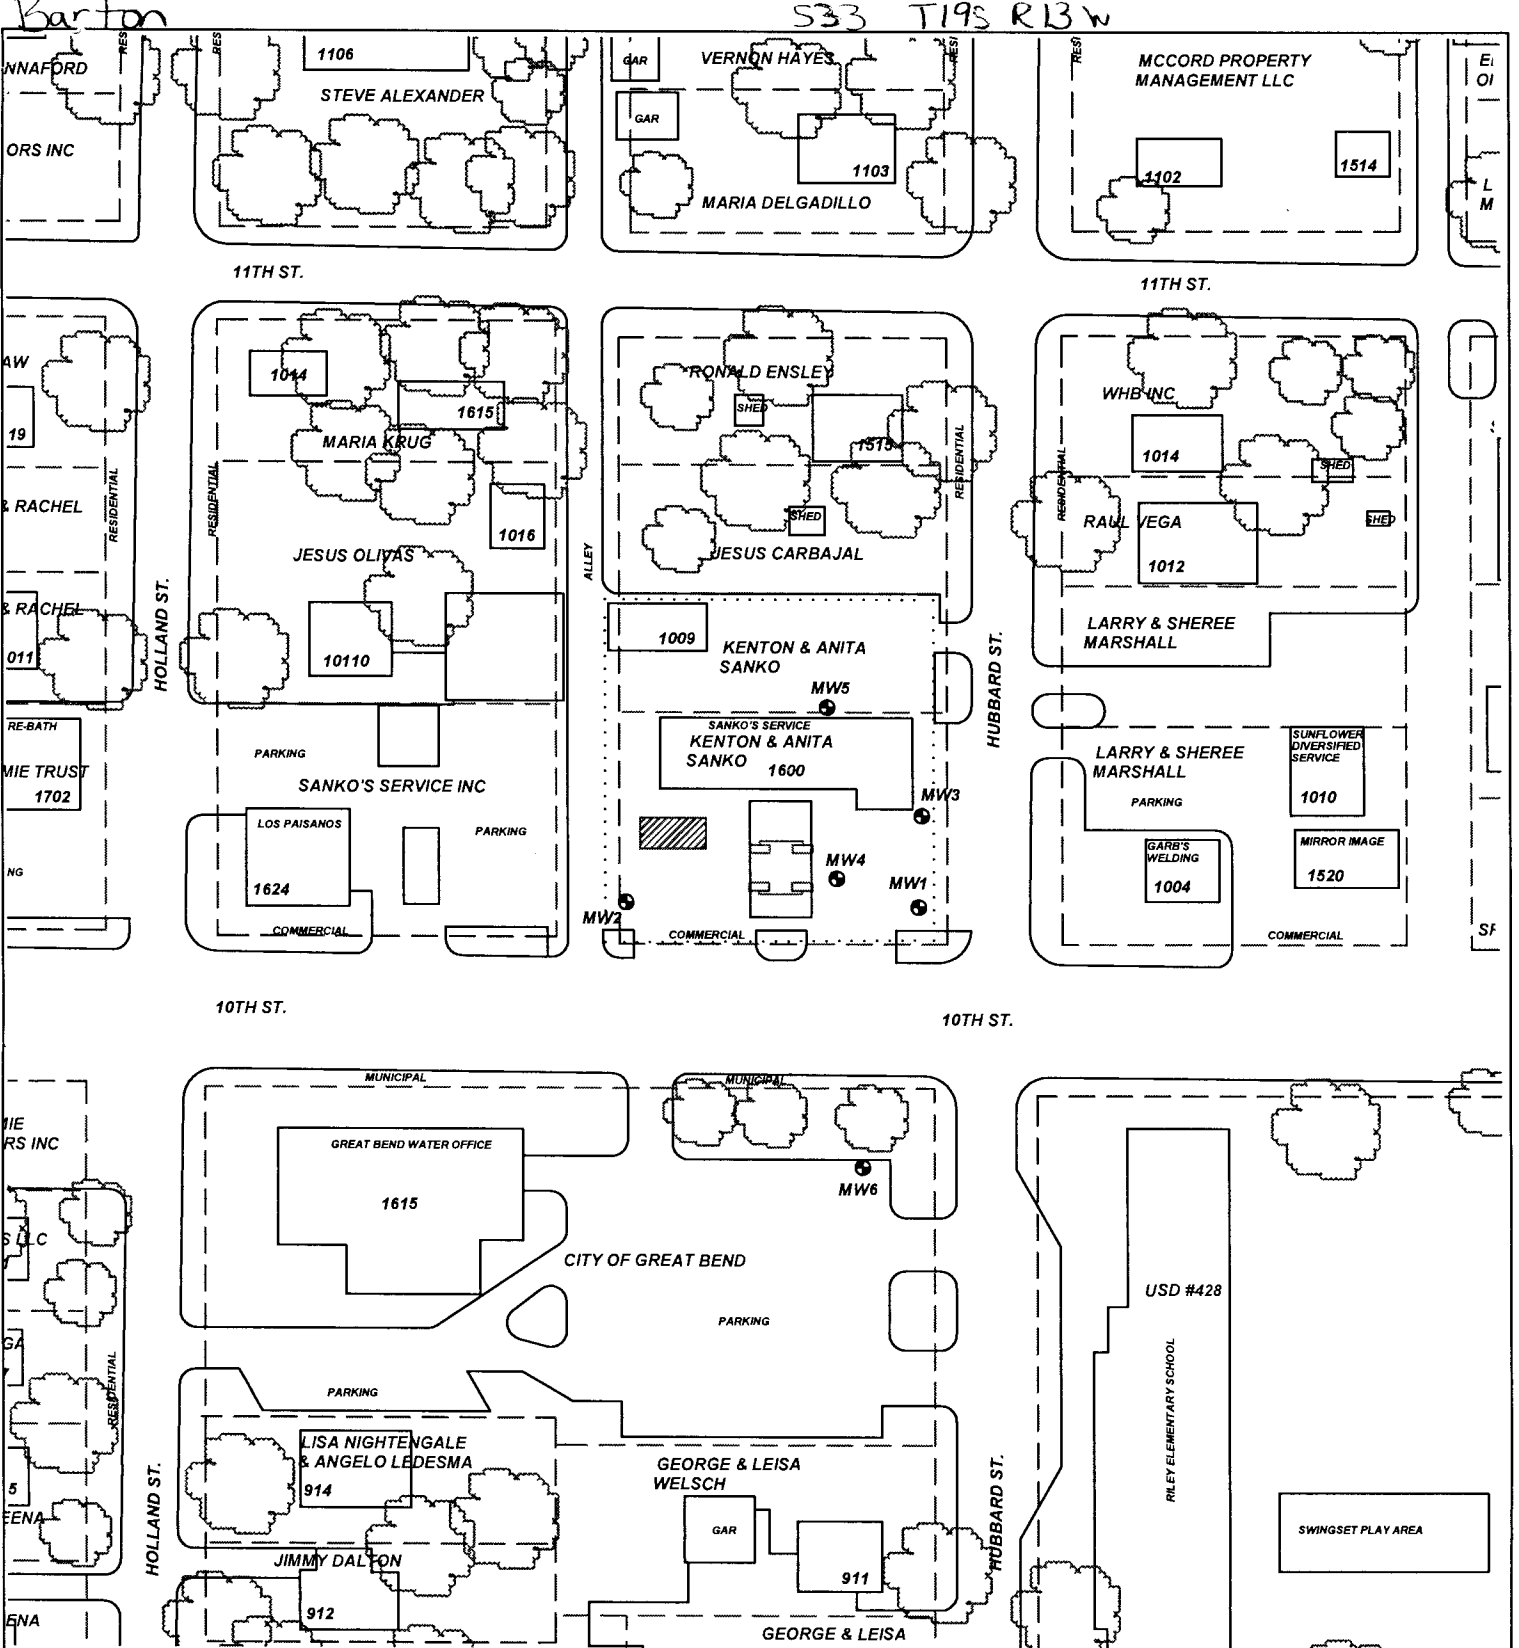 Barton
S33 T19S R13W
NNAFORD
ORS INC
RES
RES
1106
STEVE ALEXANDER
GAR
GAR
VERNON HAYES
1103
MARIA DELGADILLO
RESI
RESI
MCCORD PROPERTY
MANAGEMENT LLC
1102
1514
L
M
11TH ST.
11TH ST.
AW
19
& RACHEL
RESIDENTIAL
& RACHEL
011
HOLLAND ST.
1014
1615
MARIA KRUG
RESIDENTIAL
1016
JESUS OLIVAS
10110
ALLEY
RONALD ENSLEY
SHED
1515
RESIDENTIAL
SHED
JESUS CARBAJAL
1009
KENTON & ANITA
SANKO
MW5
HUBBARD ST.
WHB INC
1014
SHED
RESIDENTIAL
RAUL VEGA
SHED
1012
LARRY & SHEREE
MARSHALL
RE-BATH
MIE TRUST
1702
NG
PARKING
SANKO'S SERVICE INC
LOS PAISANOS
PARKING
1624
COMMERCIAL
SANKO'S SERVICE
KENTON & ANITA
SANKO
1600
MW3
MW4
MW1
MW2
COMMERCIAL
LARRY & SHEREE
MARSHALL
SUNFLOWER
DIVERSIFIED
SERVICE
PARKING
1010
GARB'S
WELDING
1004
MIRROR IMAGE
1520
COMMERCIAL
10TH ST.
10TH ST.
MUNICIPAL
MUNICIPAL
MIE
RS INC
GREAT BEND WATER OFFICE
1615
MW6
S LLC
CITY OF GREAT BEND
USD #428
PARKING
GA
RESIDENTIAL
PARKING
RILEY ELEMENTARY SCHOOL
LISA NIGHTENGALE
& ANGELO LEDESMA
914
GEORGE & LEISA
WELSCH
HOLLAND ST.
HUBBARD ST.
5
EENA
GAR
SWINGSET PLAY AREA
JIMMY DALTON
911
912
ENA
GEORGE & LEISA